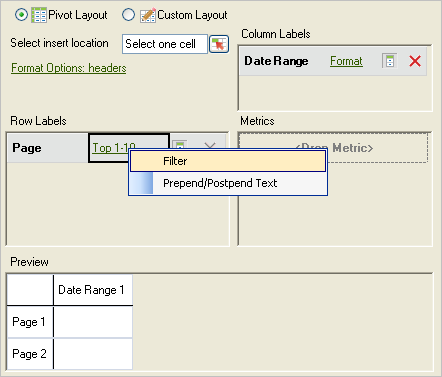 Pivot Layout Custom Layout
Select insert location Select one cell
Format Options: headers
Column Labels
Date Range Format
Row Labels
Page Top 1-10
Metrics
<Drop Metric>
Filter
Prepend/Postpend Text
Preview
Date Range 1
Page 1
Page 2